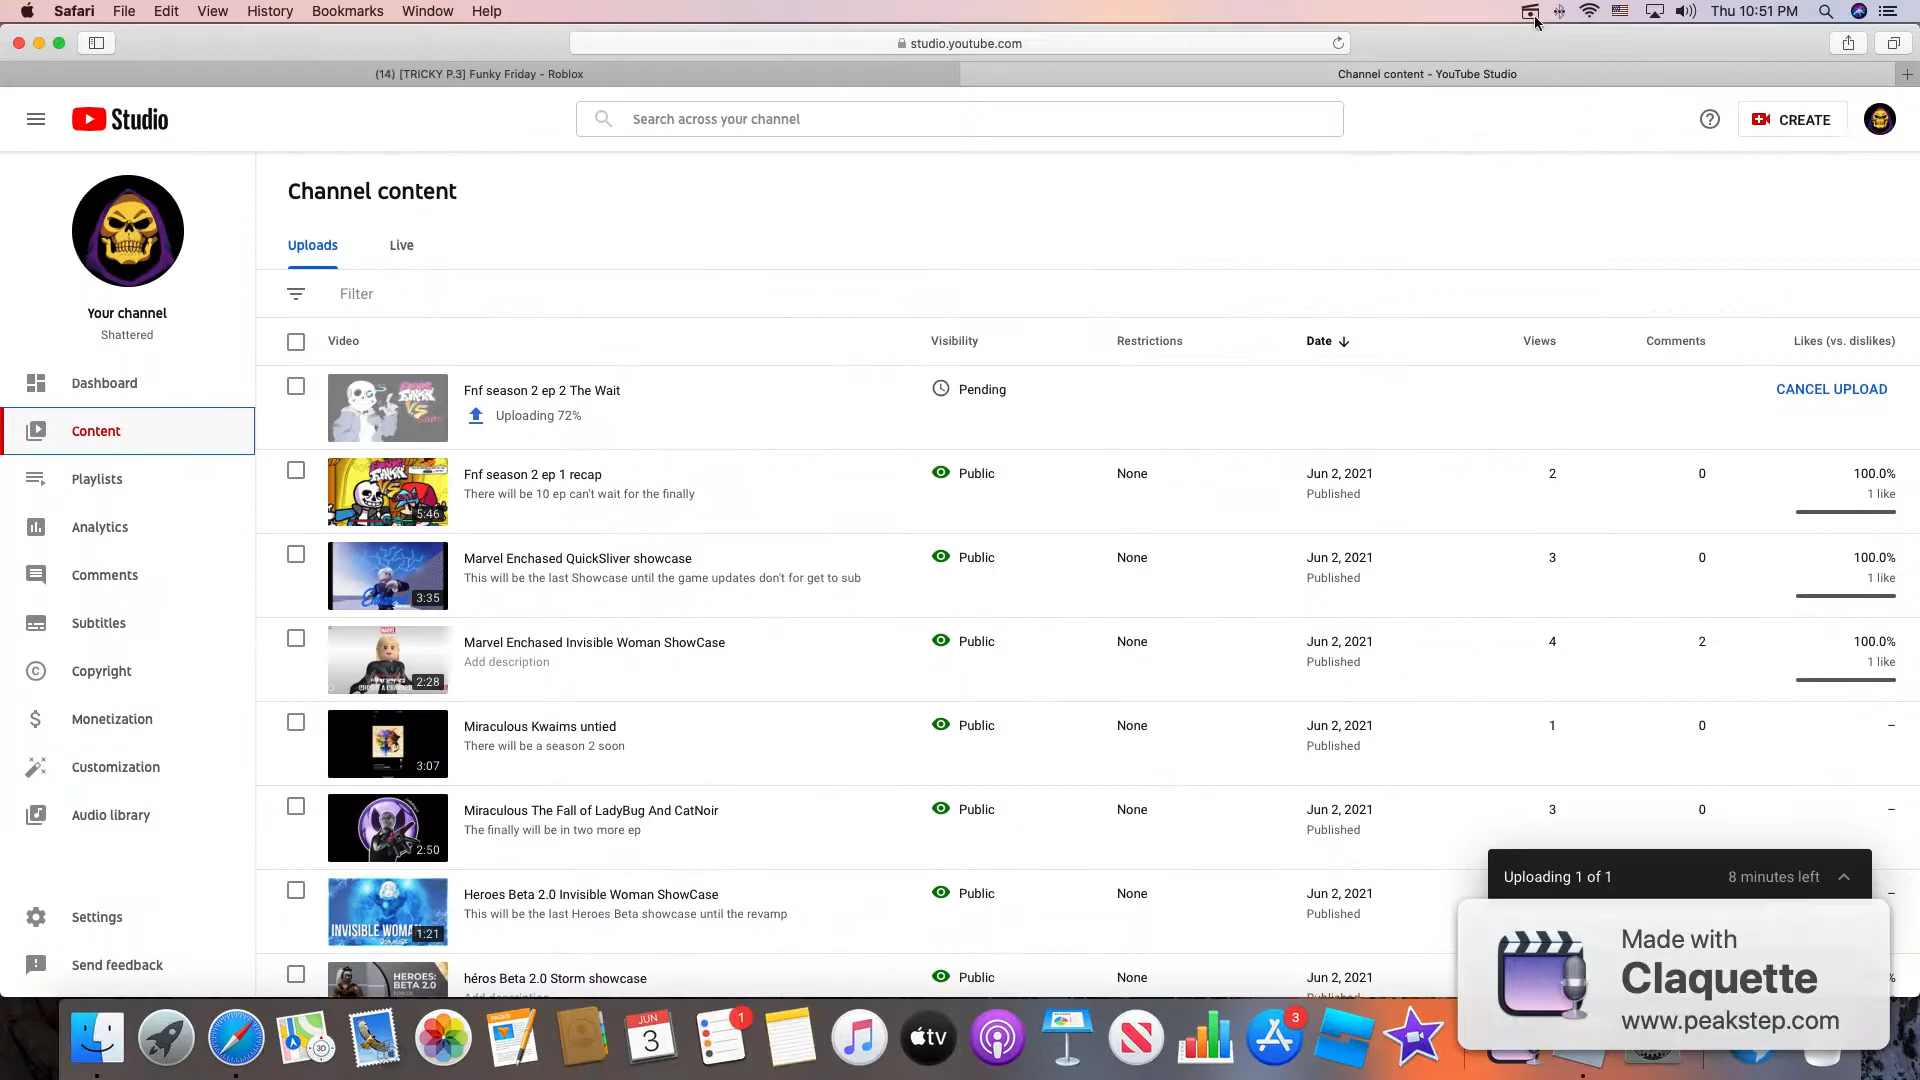 Safari File Edit View History Bookmarks Window Help Thu 10:51 PM
studio.youtube.com
(14) [TRICKY P.3] Funky Friday - Roblox Channel content - YouTube Studio
Studio Search across your channel CREATE
Channel content
Uploads Live
Filter
Your channel
Shattered
Dashboard
Content
Playlists
Analytics
Comments
Subtitles
Copyright
Monetization
Customization
Audio library
Settings
Send feedback
Video Visibility Restrictions Date Views Comments Likes (vs. dislikes)
Fnf season 2 ep 2 The Wait Pending CANCEL UPLOAD
Uploading 72%
Fnf season 2 ep 1 recap Public None Jun 2, 2021 2 0 100.0%
There will be 10 ep can't wait for the finally Published 1 like
5:46
Marvel Enchased QuickSliver showcase Public None Jun 2, 2021 3 0 100.0%
This will be the last Showcase until the game updates don't for get to sub Published 1 like
3:35
Marvel Enchased Invisible Woman ShowCase Public None Jun 2, 2021 4 2 100.0%
Add description Published 1 like
2:28
Miraculous Kwaims untied Public None Jun 2, 2021 1 0 –
There will be a season 2 soon Published
3:07
Miraculous The Fall of LadyBug And CatNoir Public None Jun 2, 2021 3 0 –
The finally will be in two more ep Published
2:50
Heroes Beta 2.0 Invisible Woman ShowCase Public None Jun 2, 2021 –
This will be the last Heroes Beta showcase until the revamp Published
INVISIBLE WOMA 1:21
héros Beta 2.0 Storm showcase Public None Jun 2, 2021
HEROES:
BETA 2.0
Uploading 1 of 1 8 minutes left
Made with
Claquette
www.peakstep.com
PAGES
JUN
3
1
3D
tv
3